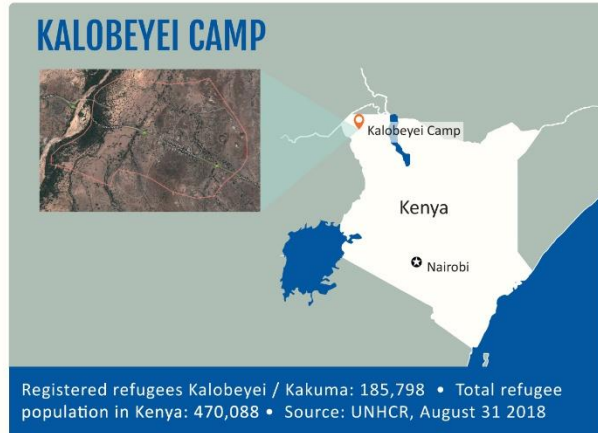 KALOBEYEI CAMP
Kalobeyei Camp
Kenya
Nairobi
Registered refugees Kalobeyei / Kakuma: 185,798 • Total refugee
population in Kenya: 470,088 • Source: UNHCR, August 31 2018